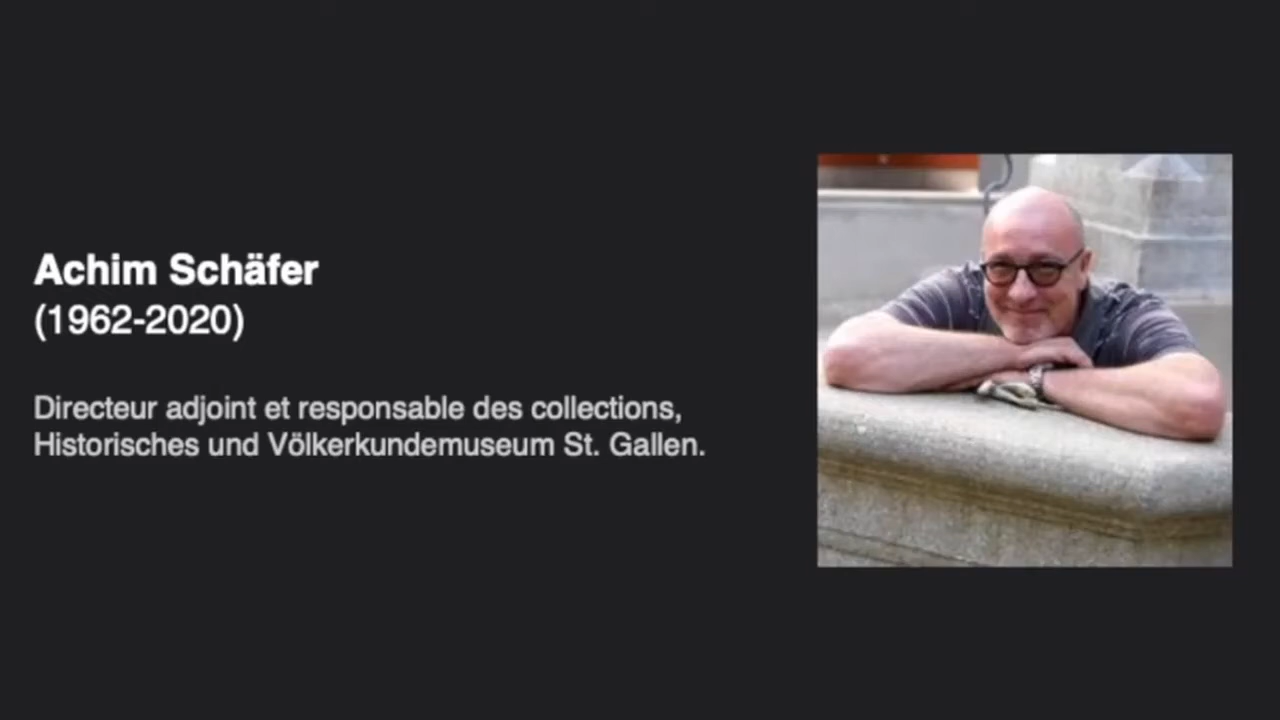 Achim Schäfer
(1962-2020)
Directeur adjoint et responsable des collections,
Historisches und Völkerkundemuseum St. Gallen.